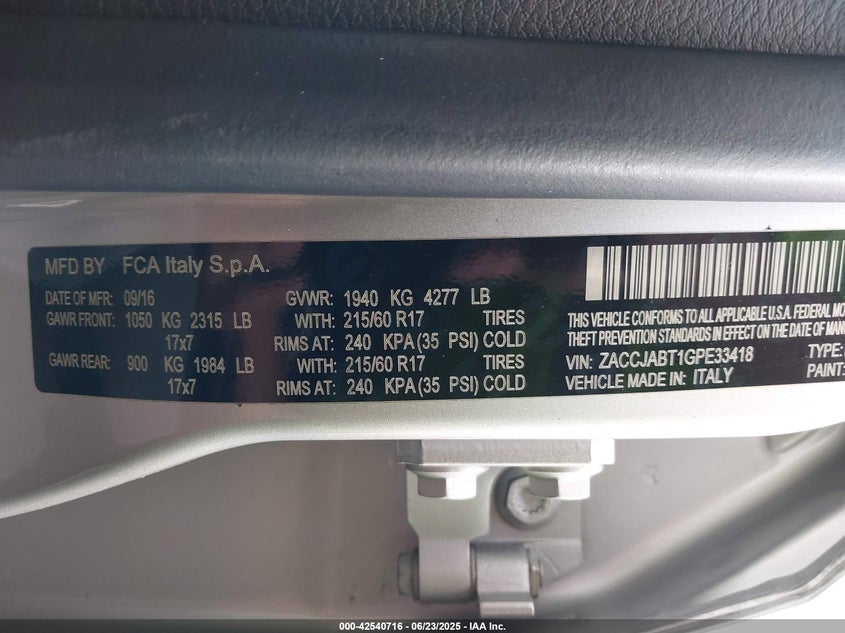 MFD BY FCA Italy S.p.A.
DATE OF MFR: 09/16 GVWR: 1940 KG 4277 LB
GAWR FRONT: 1050 KG 2315 LB WITH: 215/60 R17 TIRES
17x7 RIMS AT: 240 KPA(35 PSI) COLD
GAWR REAR: 900 KG 1984 LB WITH: 215/60 R17 TIRES
17x7 RIMS AT: 240 KPA(35 PSI) COLD
THIS VEHICLE CONFORMS TO ALL APPLICABLE U.S.A. FEDERAL
THEFT PREVENTION STANDARDS IN EFFECT ON THE DATE OF
VIN: ZACCJABT1GPE33418 TYPE:
VEHICLE MADE IN: ITALY PAINT:
000-42540716 - 06/23/2025 - IAA Inc.